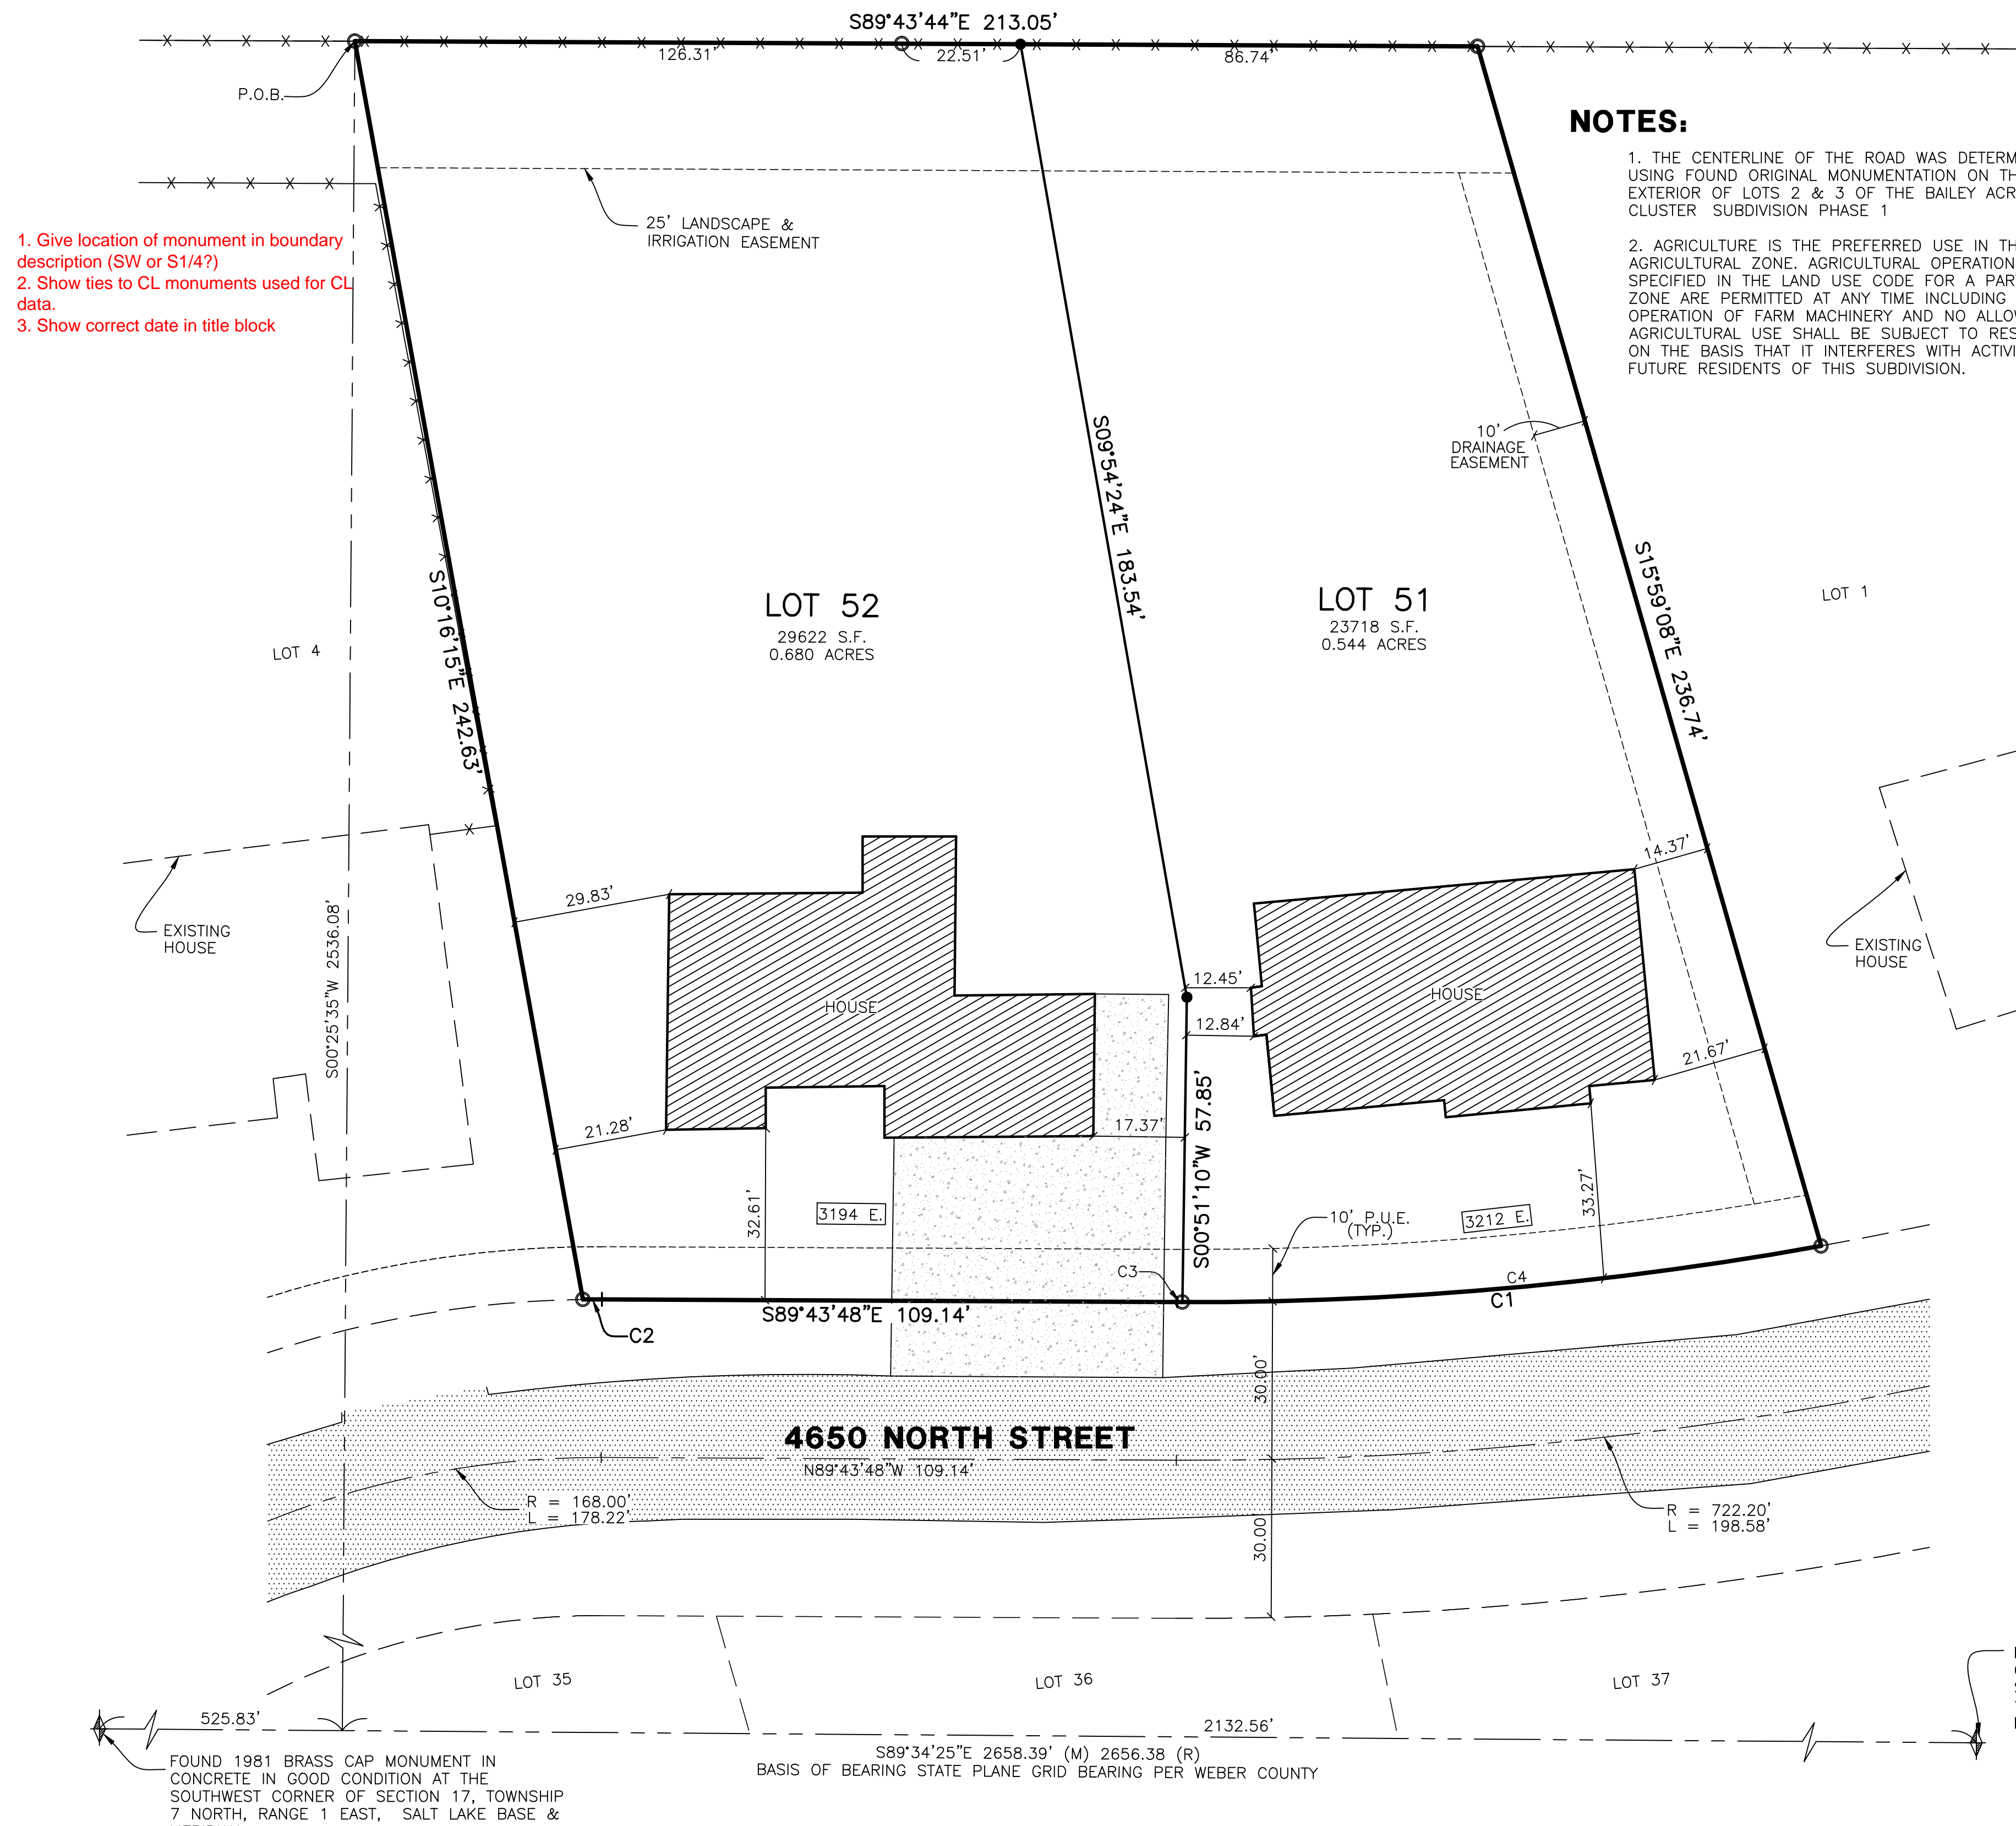 S89°43'44"E 213.05'
126.31'
22.51'
86.74'
P.O.B.
NOTES:
1. THE CENTERLINE OF THE ROAD WAS DETERM
USING FOUND ORIGINAL MONUMENTATION ON TH
EXTERIOR OF LOTS 2 & 3 OF THE BAILEY ACR
CLUSTER SUBDIVISION PHASE 1
2. AGRICULTURE IS THE PREFERRED USE IN TH
AGRICULTURAL ZONE. AGRICULTURAL OPERATION
SPECIFIED IN THE LAND USE CODE FOR A PAR
ZONE ARE PERMITTED AT ANY TIME INCLUDING
OPERATION OF FARM MACHINERY AND NO ALLOW
AGRICULTURAL USE SHALL BE SUBJECT TO RES
ON THE BASIS THAT IT INTERFERES WITH ACTIVI
FUTURE RESIDENTS OF THIS SUBDIVISION.
25' LANDSCAPE &
IRRIGATION EASEMENT
1. Give location of monument in boundary
description (SW or S1/4?)
2. Show ties to CL monuments used for CL
data.
3. Show correct date in title block
10'
DRAINAGE
EASEMENT
S09°54'24"E 183.54'
S10°16'15"E 242.63'
S15°59'08"E 236.74'
LOT 52
29622 S.F.
0.680 ACRES
LOT 51
23718 S.F.
0.544 ACRES
LOT 1
LOT 4
14.37'
29.83'
EXISTING
HOUSE
EXISTING
HOUSE
S00°25'35"W 2536.08'
HOUSE
HOUSE
12.45'
12.84'
21.67'
21.28'
17.37'
S00°51'10"W 57.85'
32.61'
33.27'
3194 E.
10' P.U.E.
(TYP.)
3212 E.
C3
C4
C1
S89°43'48"E 109.14'
C2
30.00'
4650 NORTH STREET
N89°43'48"W 109.14'
R = 168.00'
L = 178.22'
R = 722.20'
L = 198.58'
30.00'
LOT 35
LOT 36
LOT 37
525.83'
2132.56'
S89°34'25"E 2658.39' (M) 2656.38 (R)
BASIS OF BEARING STATE PLANE GRID BEARING PER WEBER COUNTY
FOUND 1981 BRASS CAP MONUMENT IN
CONCRETE IN GOOD CONDITION AT THE
SOUTHWEST CORNER OF SECTION 17, TOWNSHIP
7 NORTH, RANGE 1 EAST, SALT LAKE BASE &